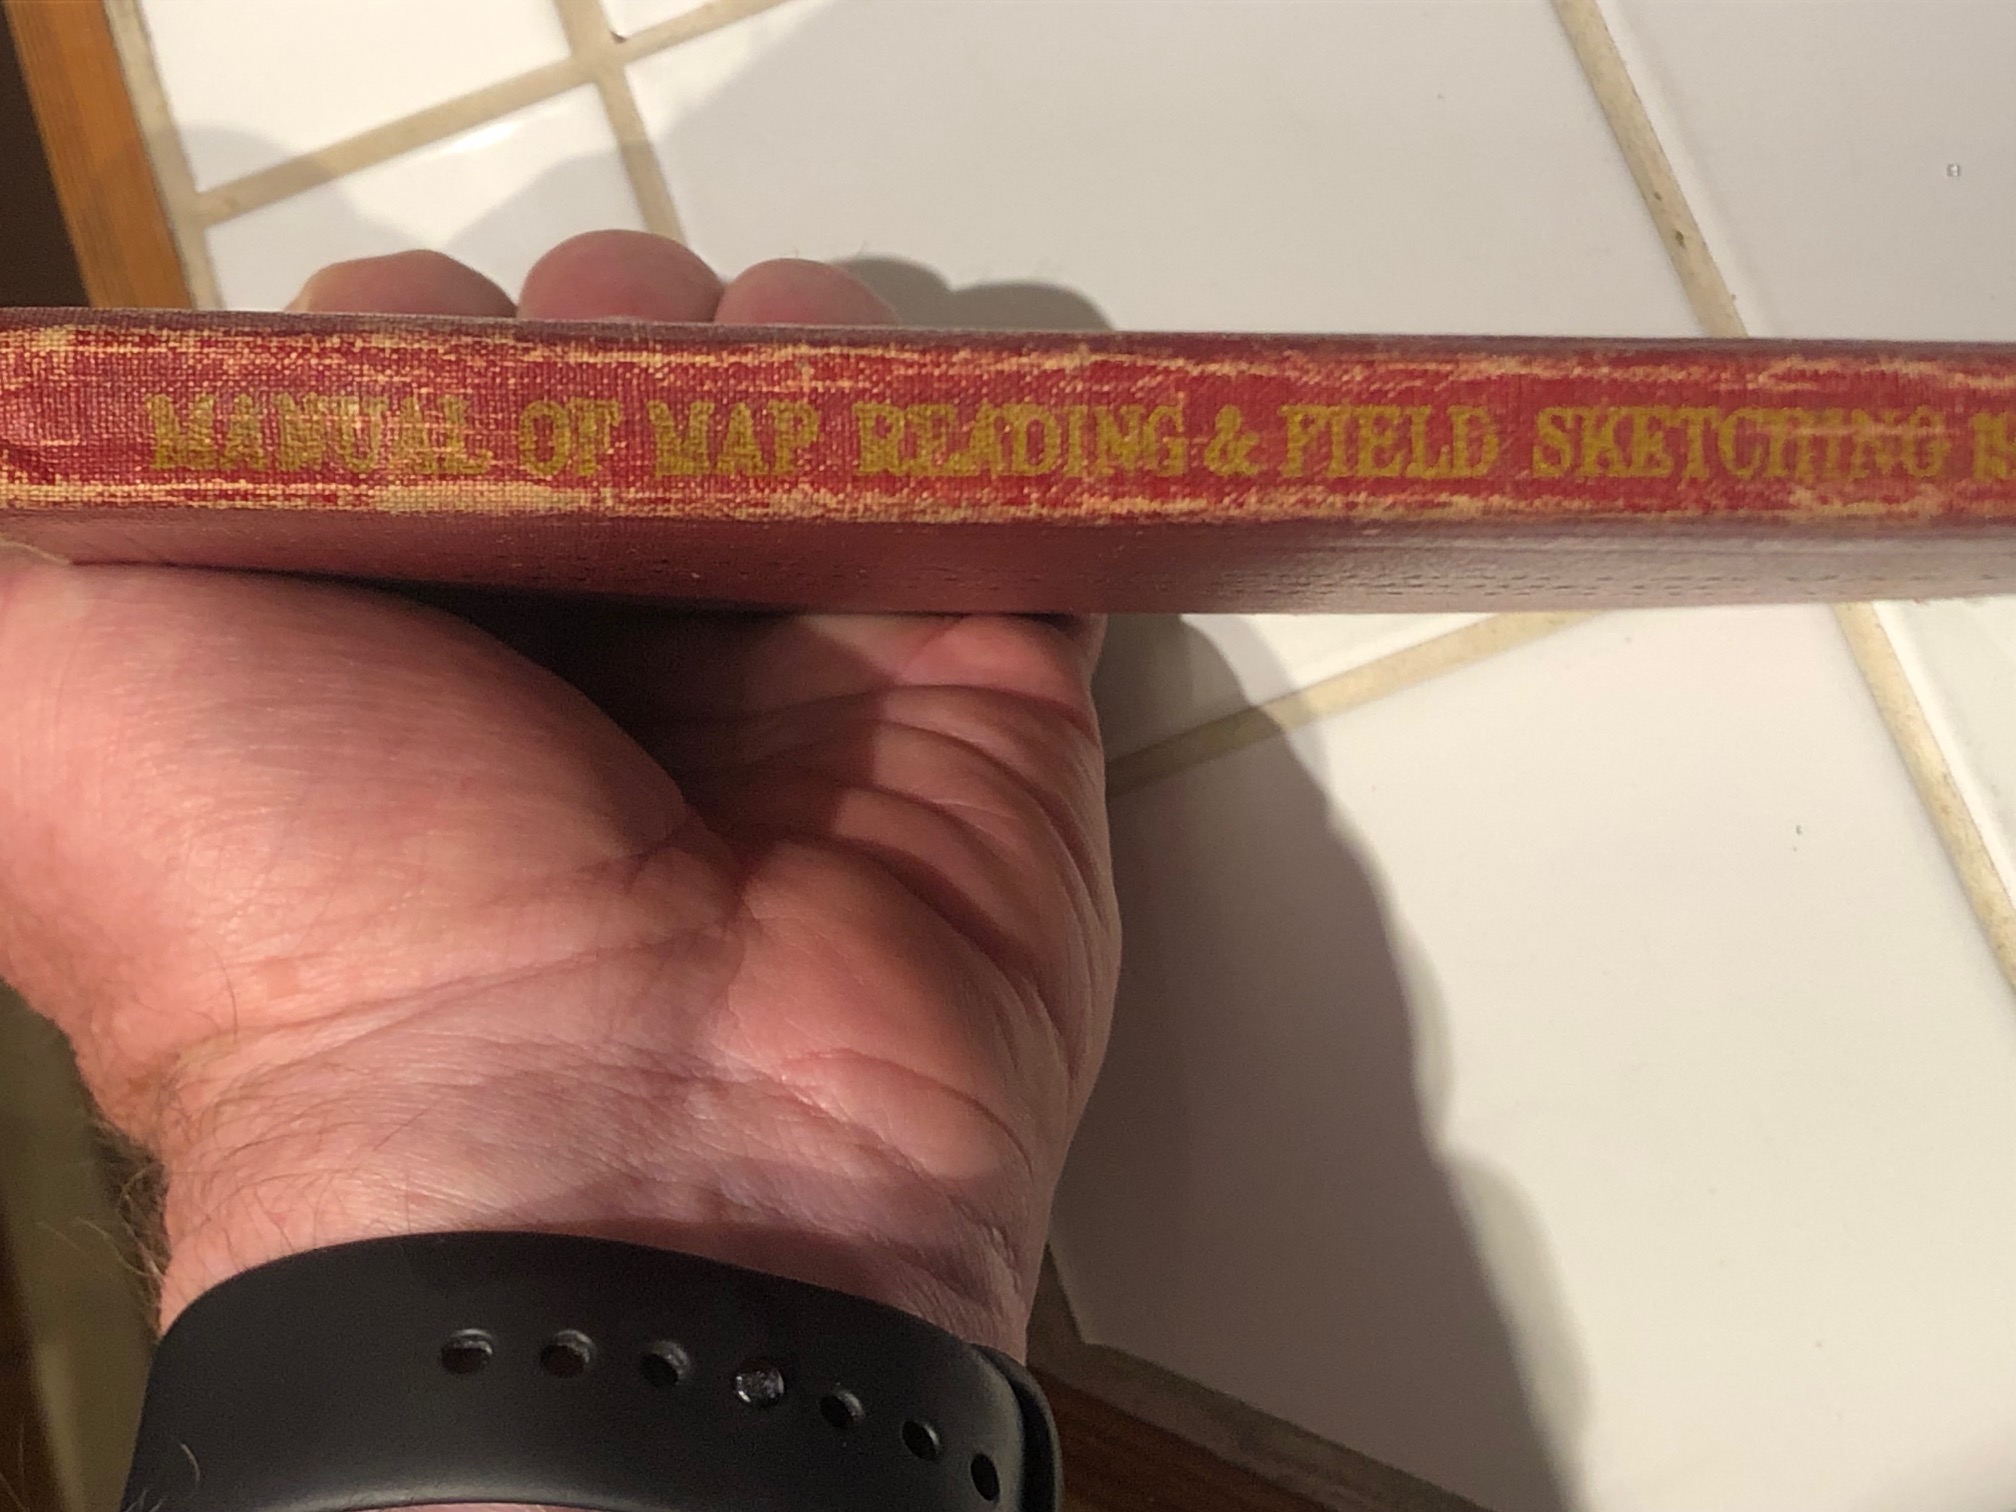 MANUAL OF MAP READING & FIELD SKETCHING